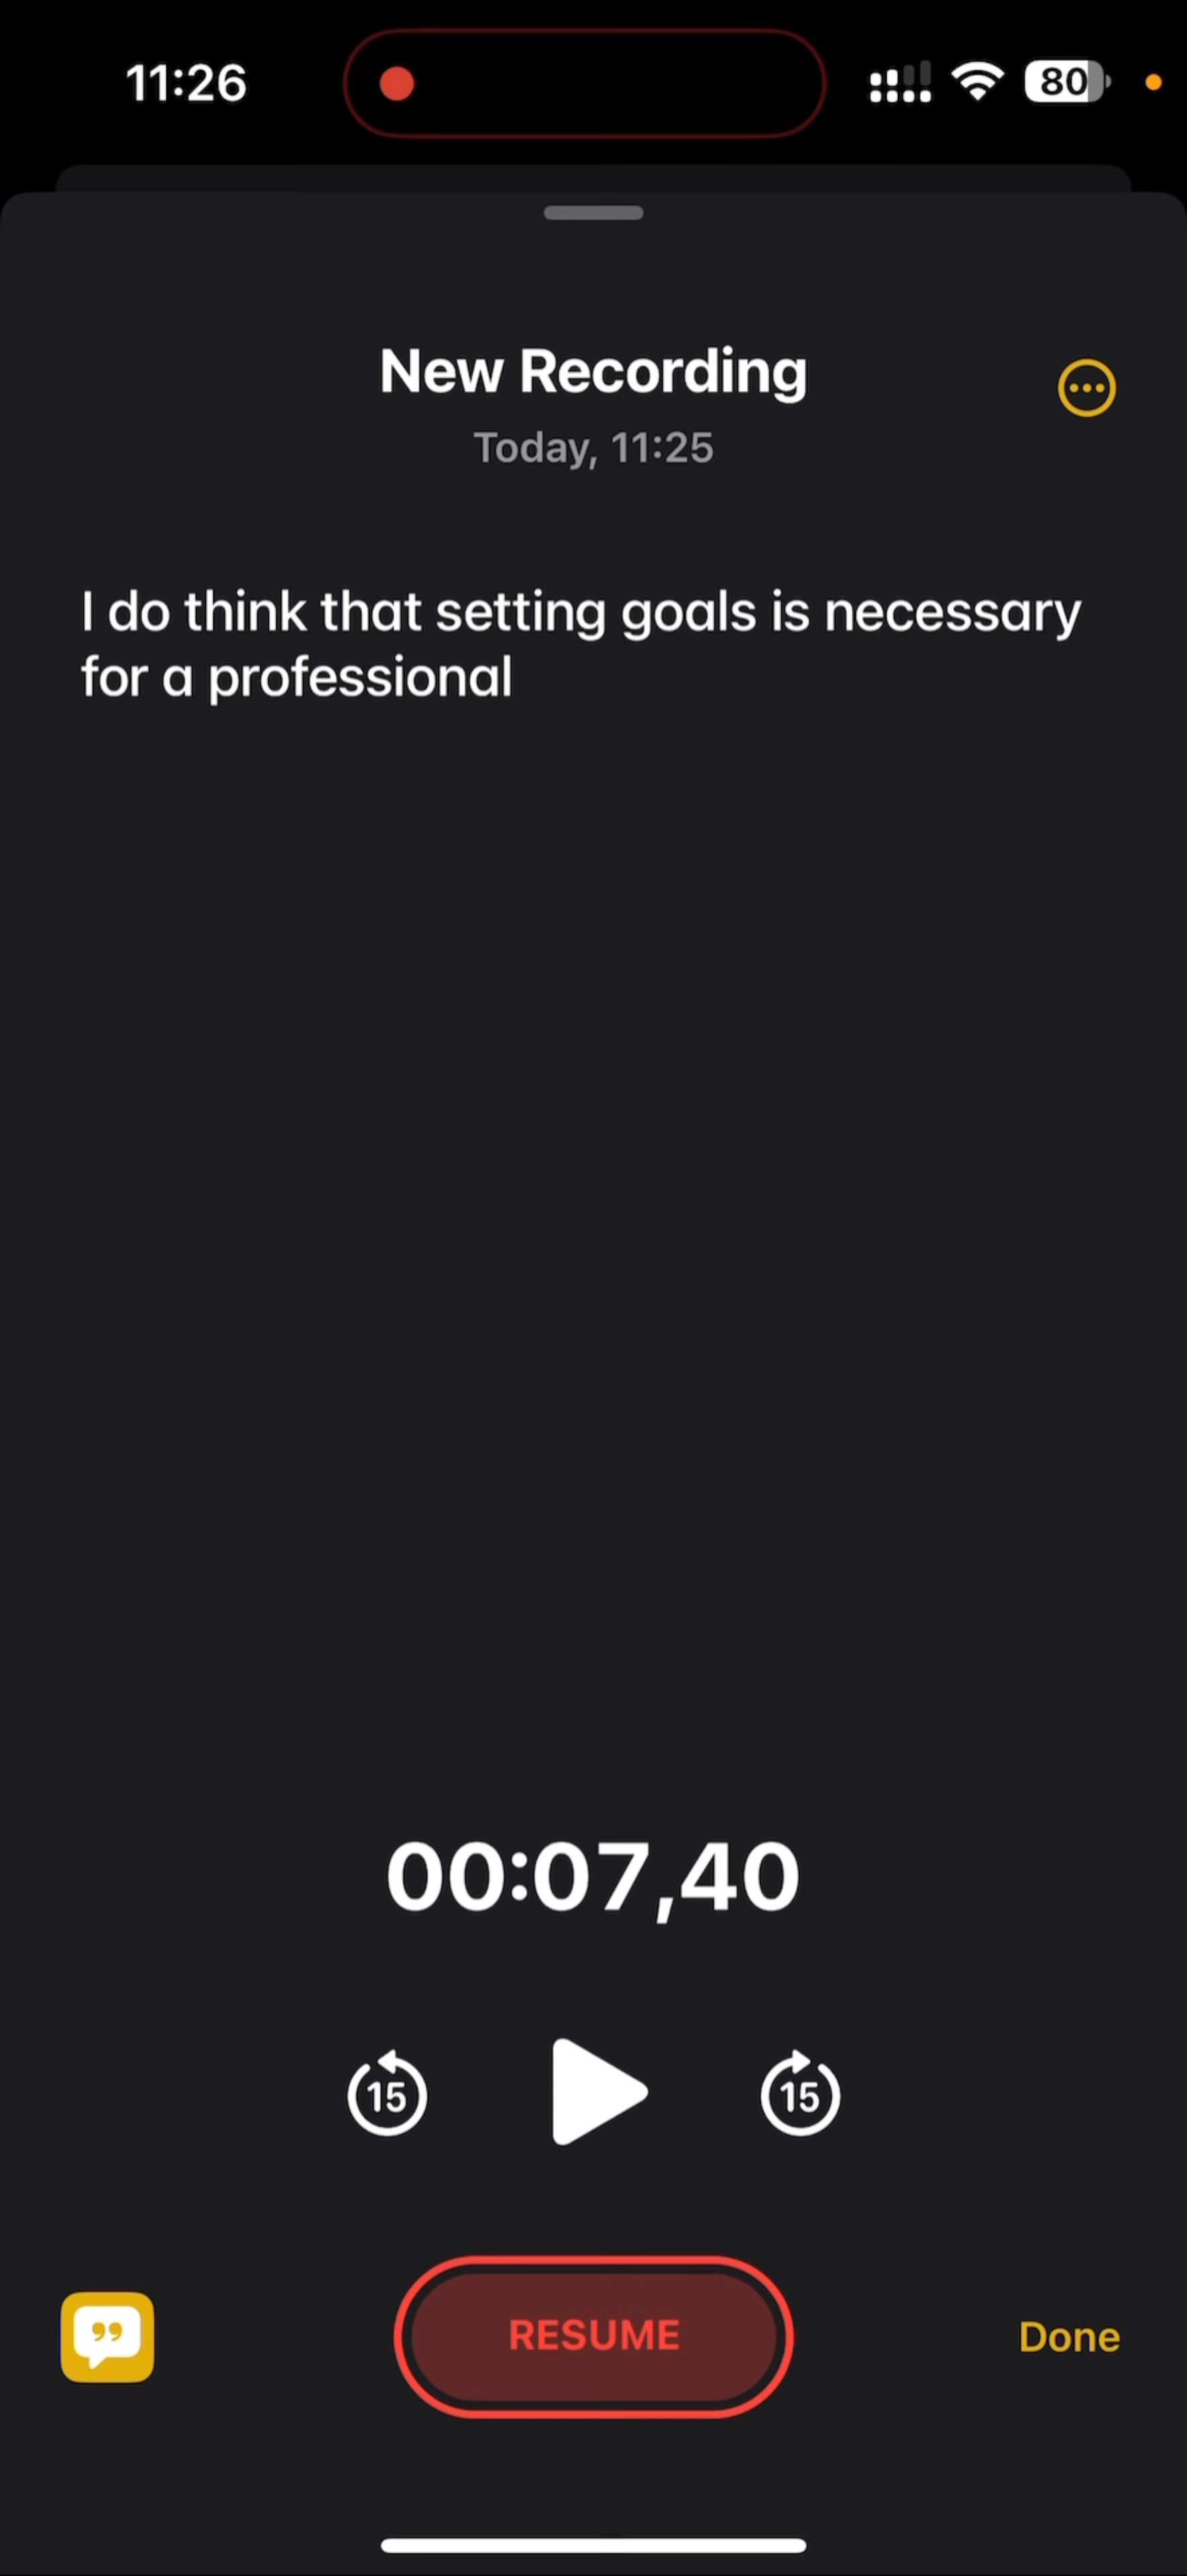 11:26
80
New Recording
Today, 11:25
I do think that setting goals is necessary
for a professional
00:07,40
15
15
RESUME
Done